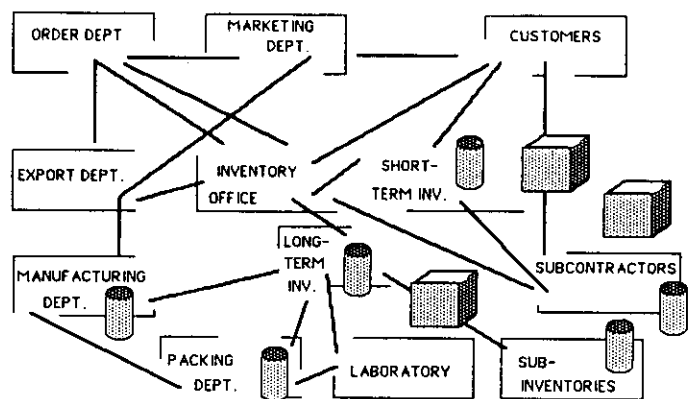 ORDER DEPT
MARKETING
DEPT.
CUSTOMERS
EXPORT DEPT.
INVENTORY
OFFICE
SHORT-
TERM INV.
MANUFACTURING
DEPT.
LONG-
TERM
INV.
SUBCONTRACTORS
PACKING
DEPT.
LABORATORY
SUB-
INVENTORIES